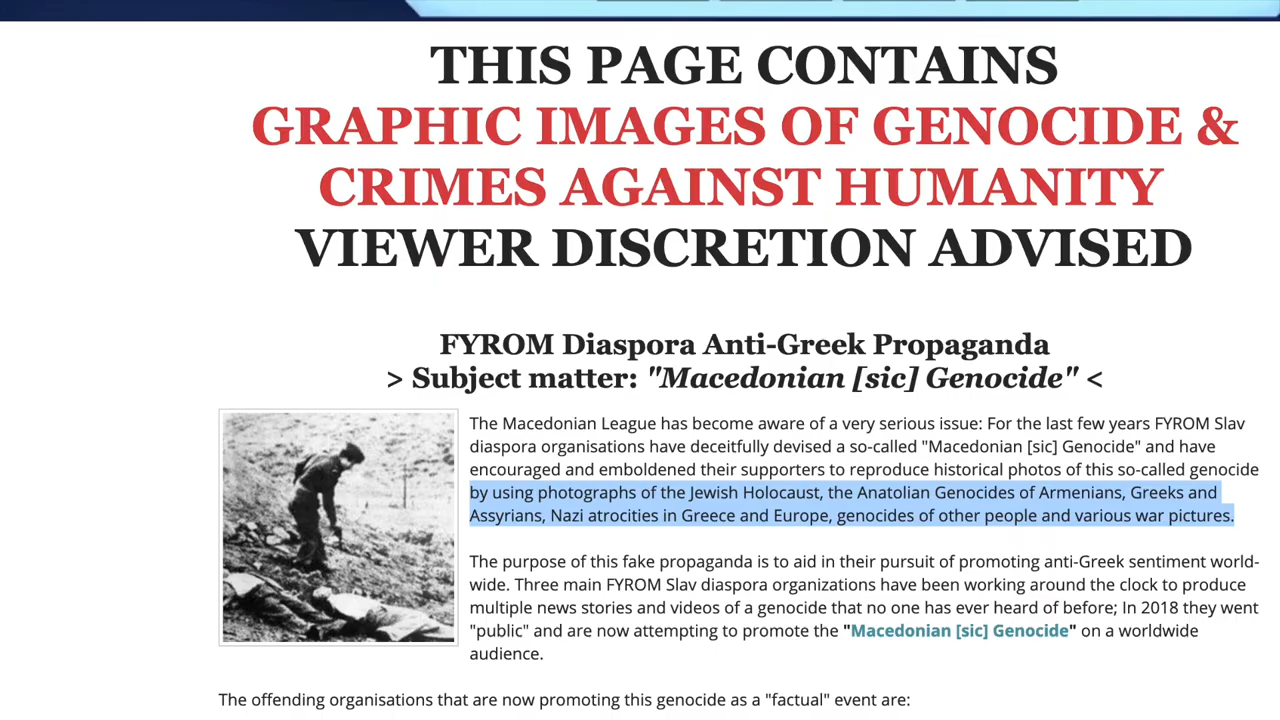 THIS PAGE CONTAINS
GRAPHIC IMAGES OF GENOCIDE &
CRIMES AGAINST HUMANITY
VIEWER DISCRETION ADVISED
FYROM Diaspora Anti-Greek Propaganda
> Subject matter: "Macedonian [sic] Genocide" <
The Macedonian League has become aware of a very serious issue: For the last few years FYROM Slav
diaspora organisations have deceitfully devised a so-called "Macedonian [sic] Genocide" and have
encouraged and emboldened their supporters to reproduce historical photos of this so-called genocide
by using photographs of the Jewish Holocaust, the Anatolian Genocides of Armenians, Greeks and
Assyrians, Nazi atrocities in Greece and Europe, genocides of other people and various war pictures.
The purpose of this fake propaganda is to aid in their pursuit of promoting anti-Greek sentiment world-
wide. Three main FYROM Slav diaspora organizations have been working around the clock to produce
multiple news stories and videos of a genocide that no one has ever heard of before; In 2018 they went
"public" and are now attempting to promote the "Macedonian [sic] Genocide" on a worldwide
audience.
The offending organisations that are now promoting this genocide as a "factual" event are: